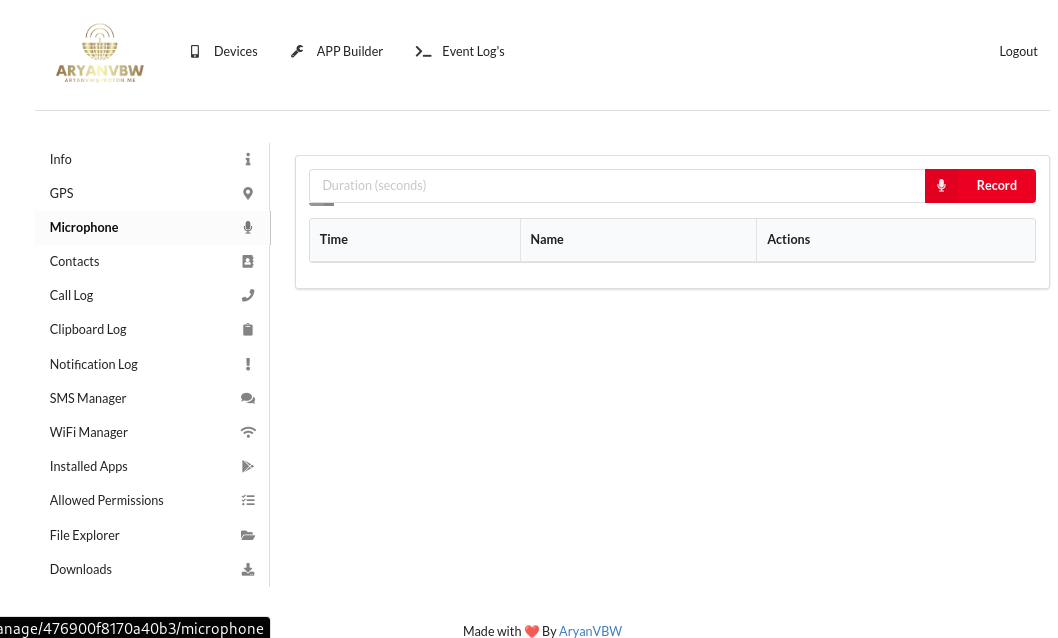 ARYANVBW
ARYANVBW@PROTON.ME
Devices
APP Builder
Event Log's
Logout
Info
GPS
Microphone
Contacts
Call Log
Clipboard Log
Notification Log
SMS Manager
WiFi Manager
Installed Apps
Allowed Permissions
File Explorer
Downloads
Duration (seconds)
Record
Time Name Actions
anage/476900f8170a40b3/microphone
Made with ❤️ By AryanVBW